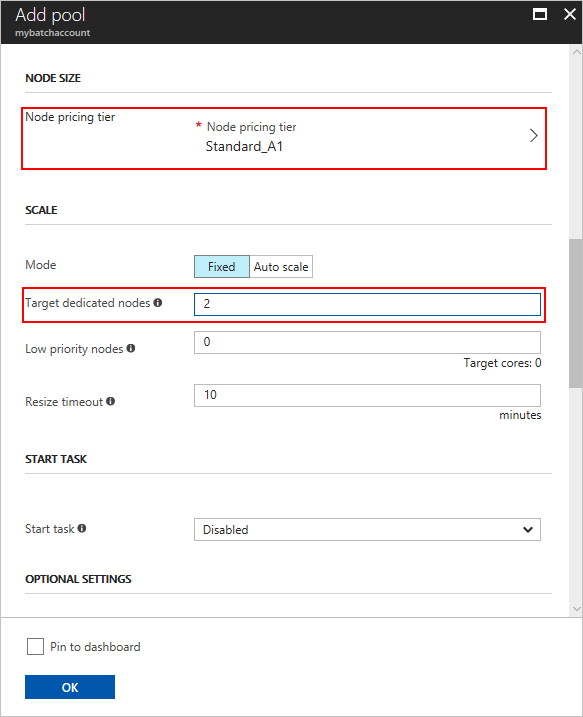 Add pool
mybatchaccount
NODE SIZE
Node pricing tier
* Node pricing tier
Standard_A1
SCALE
Mode
Fixed
Auto scale
Target dedicated nodes
2
Low priority nodes
0
Target cores: 0
Resize timeout
10
minutes
START TASK
Start task
Disabled
OPTIONAL SETTINGS
Pin to dashboard
OK